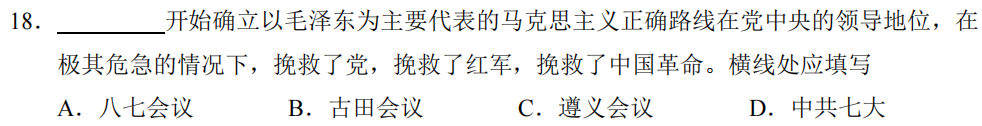 18．________开始确立以毛泽东为主要代表的马克思主义正确路线在党中央的领导地位，在
极其危急的情况下，挽救了党，挽救了红军，挽救了中国革命。横线处应填写
A．八七会议 B．古田会议 C．遵义会议 D．中共七大